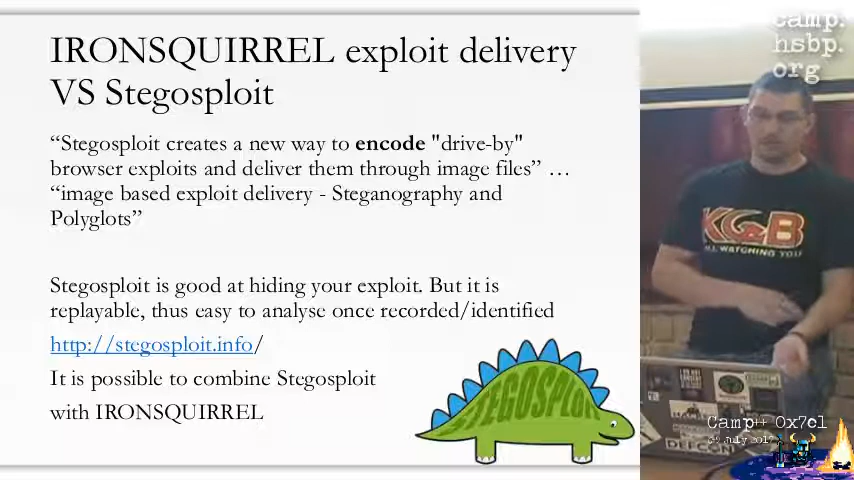 IRONSQUIRREL exploit delivery
VS Stegosploit
“Stegosploit creates a new way to encode "drive-by"
browser exploits and deliver them through image files” …
“image based exploit delivery - Steganography and
Polyglots”
Stegosploit is good at hiding your exploit. But it is
replayable, thus easy to analyse once recorded/identified
http://stegosploit.info/
It is possible to combine Stegosploit
with IRONSQUIRREL
STEGOSPLOIT
camp.
hsbp.
org
KGB
WATCHING YOU
Camp++ 0x7e1
July 2017
DEFCON